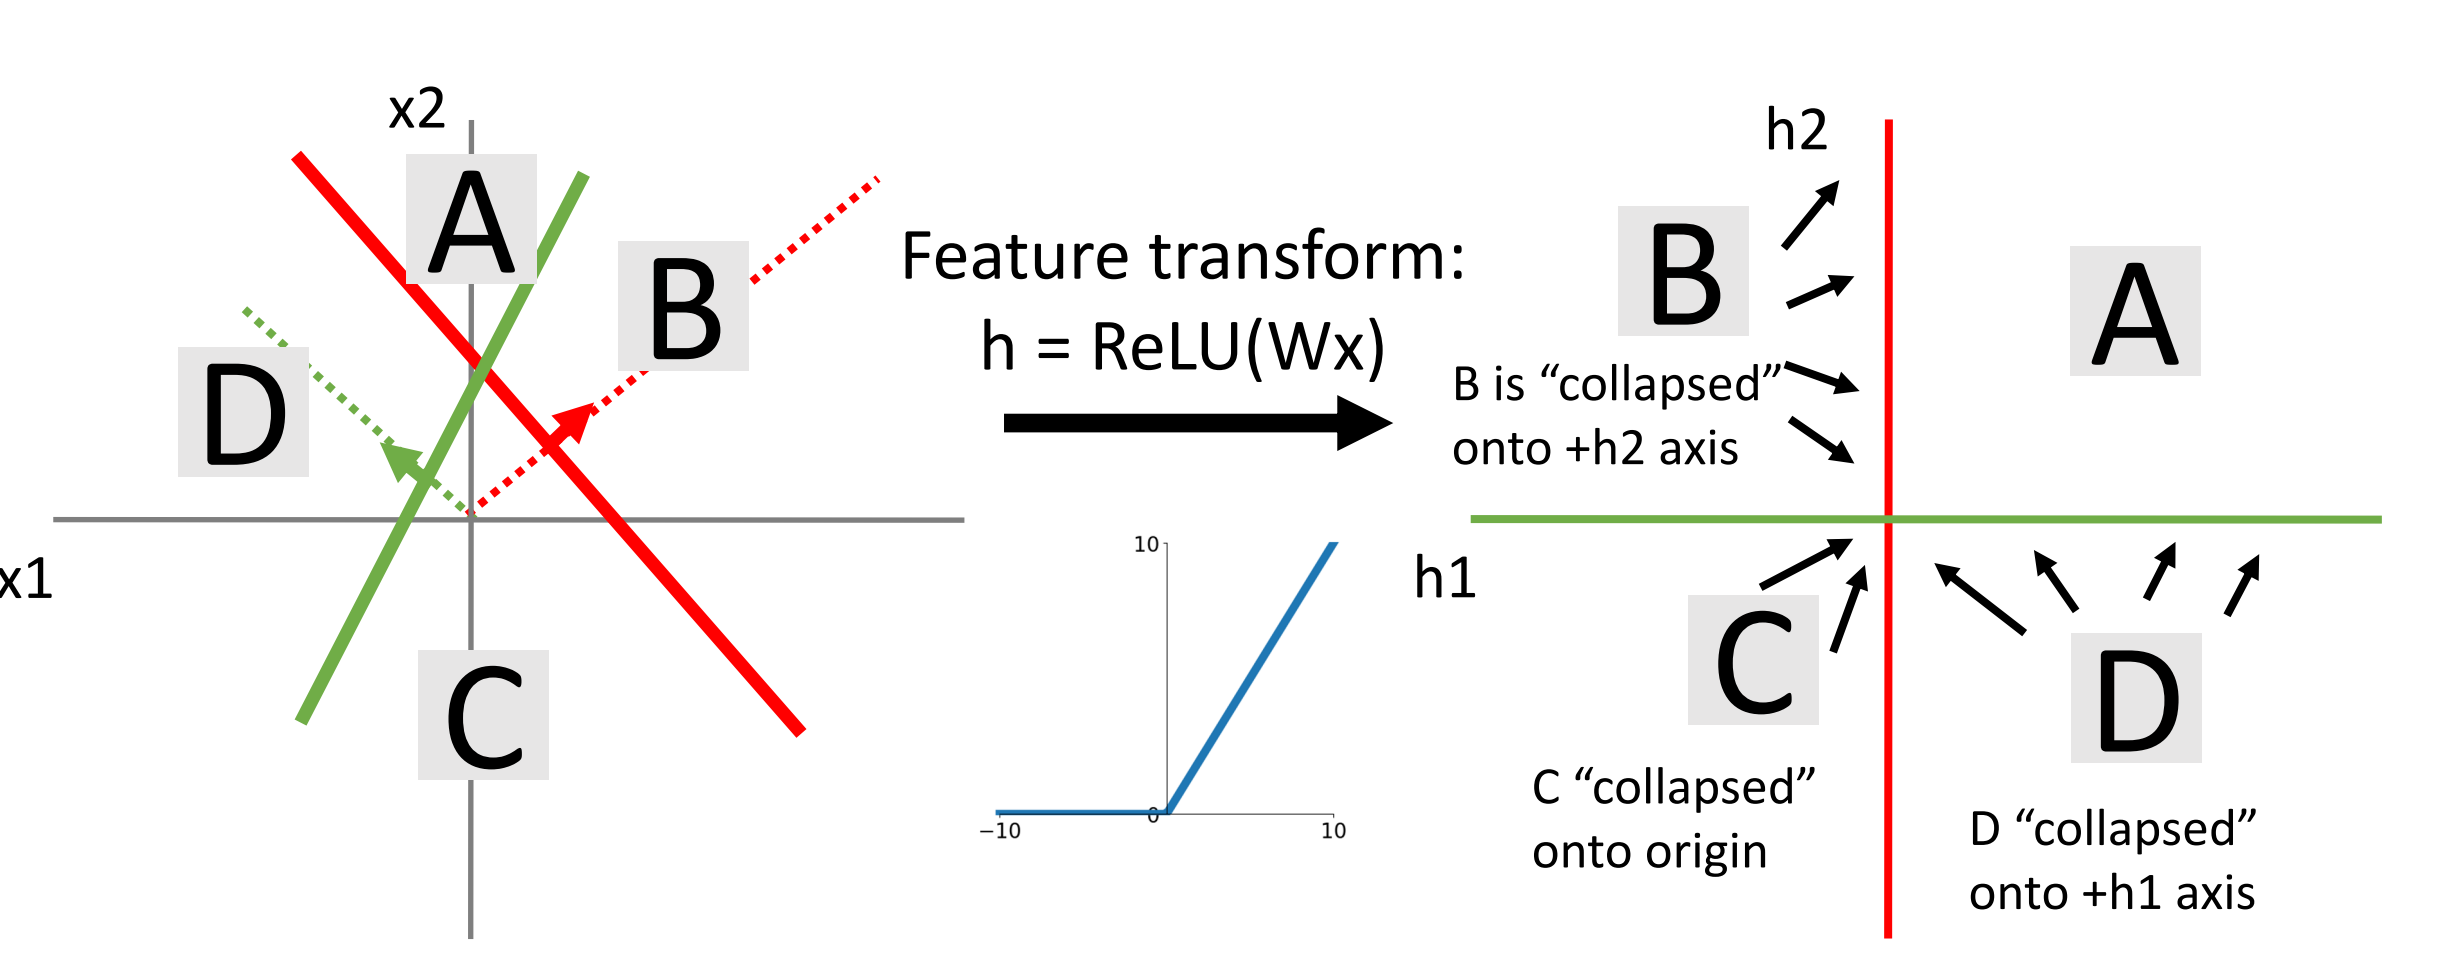 x2
A
B
D
x1
C
Feature transform:
h = ReLU(Wx)
10
0
−10
10
h2
B
A
B is “collapsed”
onto +h2 axis
h1
C
D
C “collapsed”
onto origin
D “collapsed”
onto +h1 axis